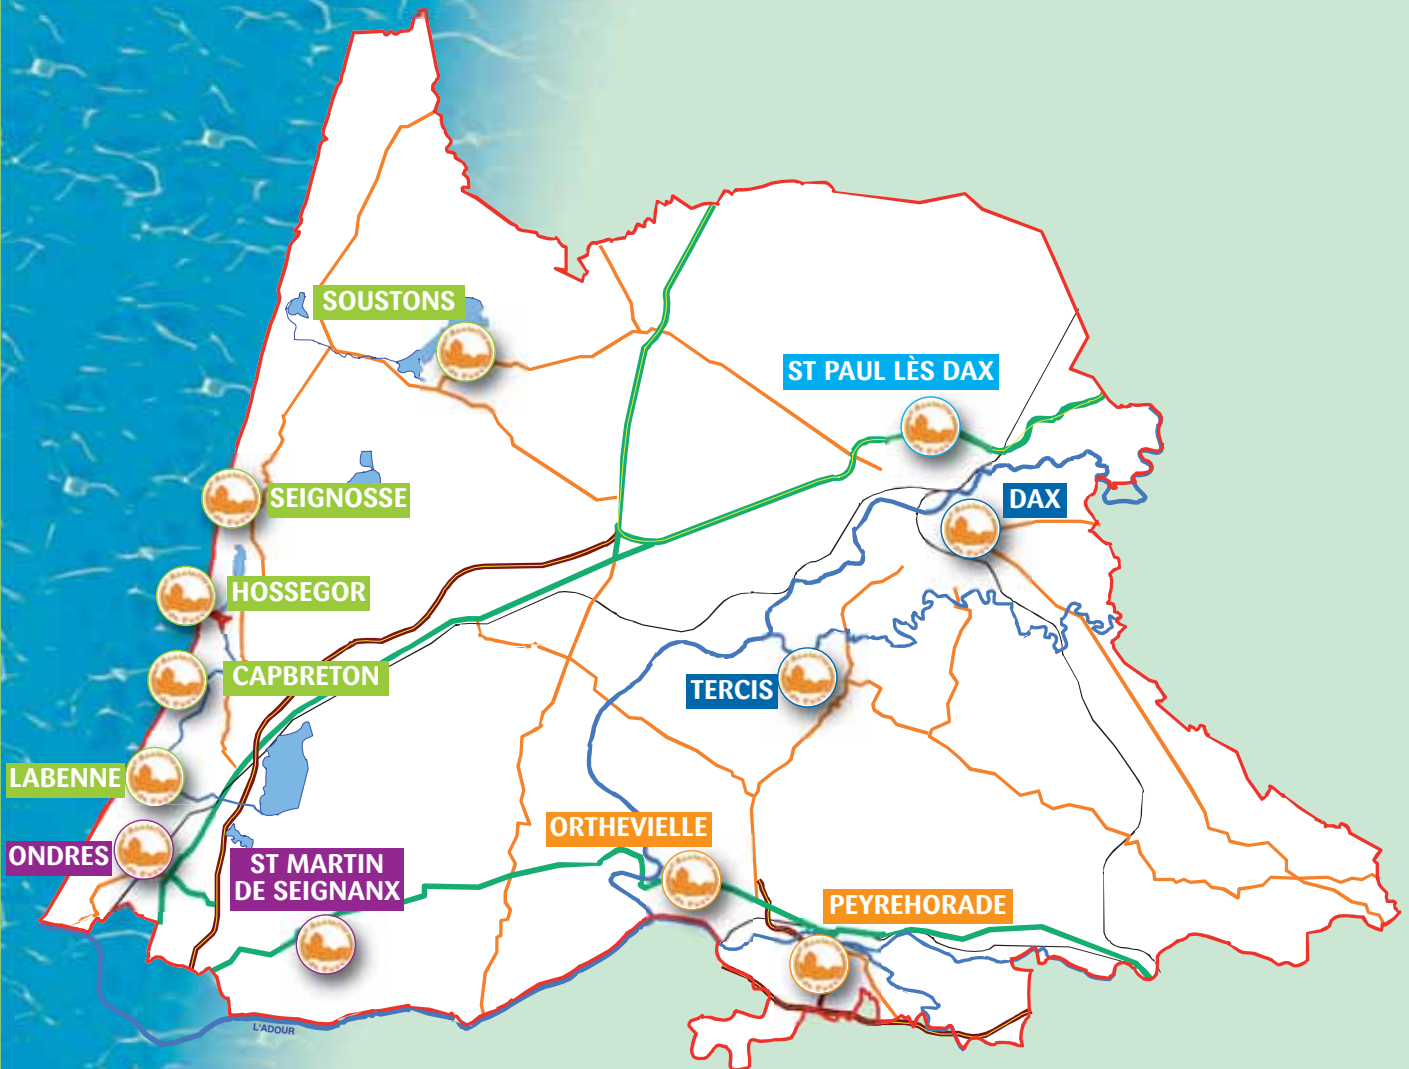 SOUSTONS
ST PAUL LÈS DAX
SEIGNOSSE
DAX
HOSSEGOR
CAPBRETON
TERCIS
LABENNE
ORTHEVIELLE
ONDRES
ST MARTIN
DE SEIGNANX
PEYREHORADE
L'ADOUR